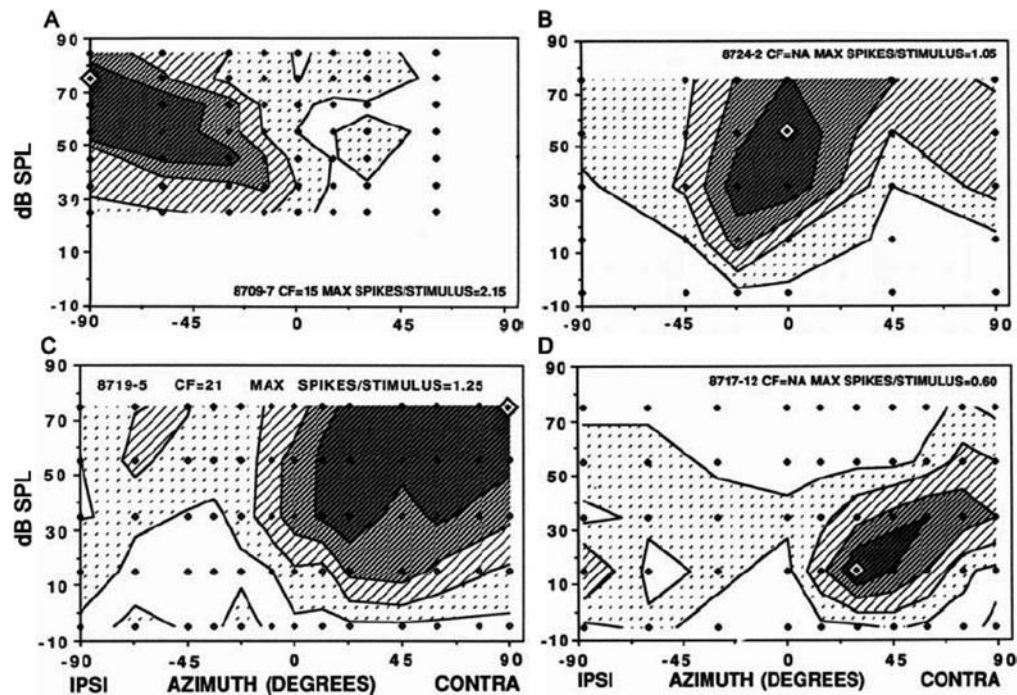 A
90
70
50
39
10
-10
dB SPL
8709-7 CF=15 MAX SPIKES/STIMULUS=2.15
-90 -45 0 45 90
B
90
70
50
30
10
-10
8724-2 CF=NA MAX SPIKES/STIMULUS=1.05
-90 -45 0 45 90
C
90
70
50
30
10
-10
dB SPL
8719-5 CF=21 MAX SPIKES/STIMULUS=1.25
-90 -45 0 45 90
IPSI AZIMUTH (DEGREES) CONTRA
D
90
70
50
30
10
-10
8717-12 CF=NA MAX SPIKES/STIMULUS=0.60
-90 -45 0 45 90
IPSI AZIMUTH (DEGREES) CONTRA